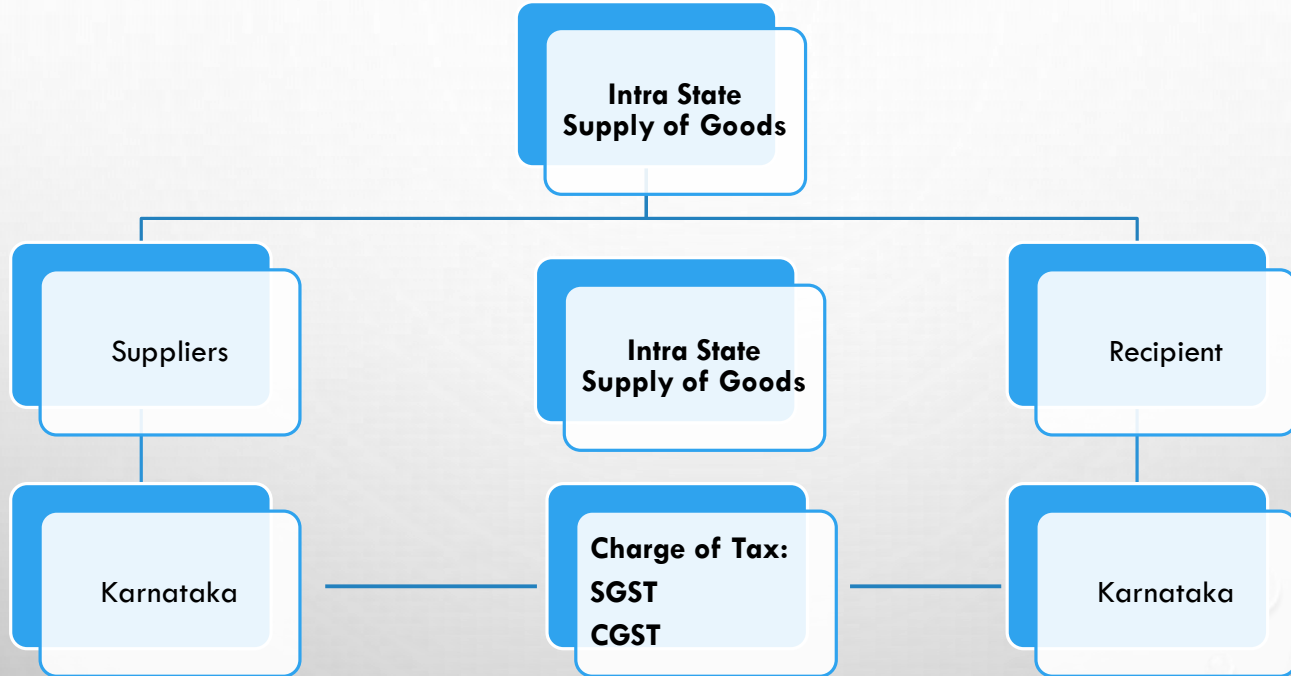 Intra State
Supply of Goods
Suppliers
Intra State
Supply of Goods
Recipient
Karnataka
Charge of Tax:
SGST
CGST
Karnataka